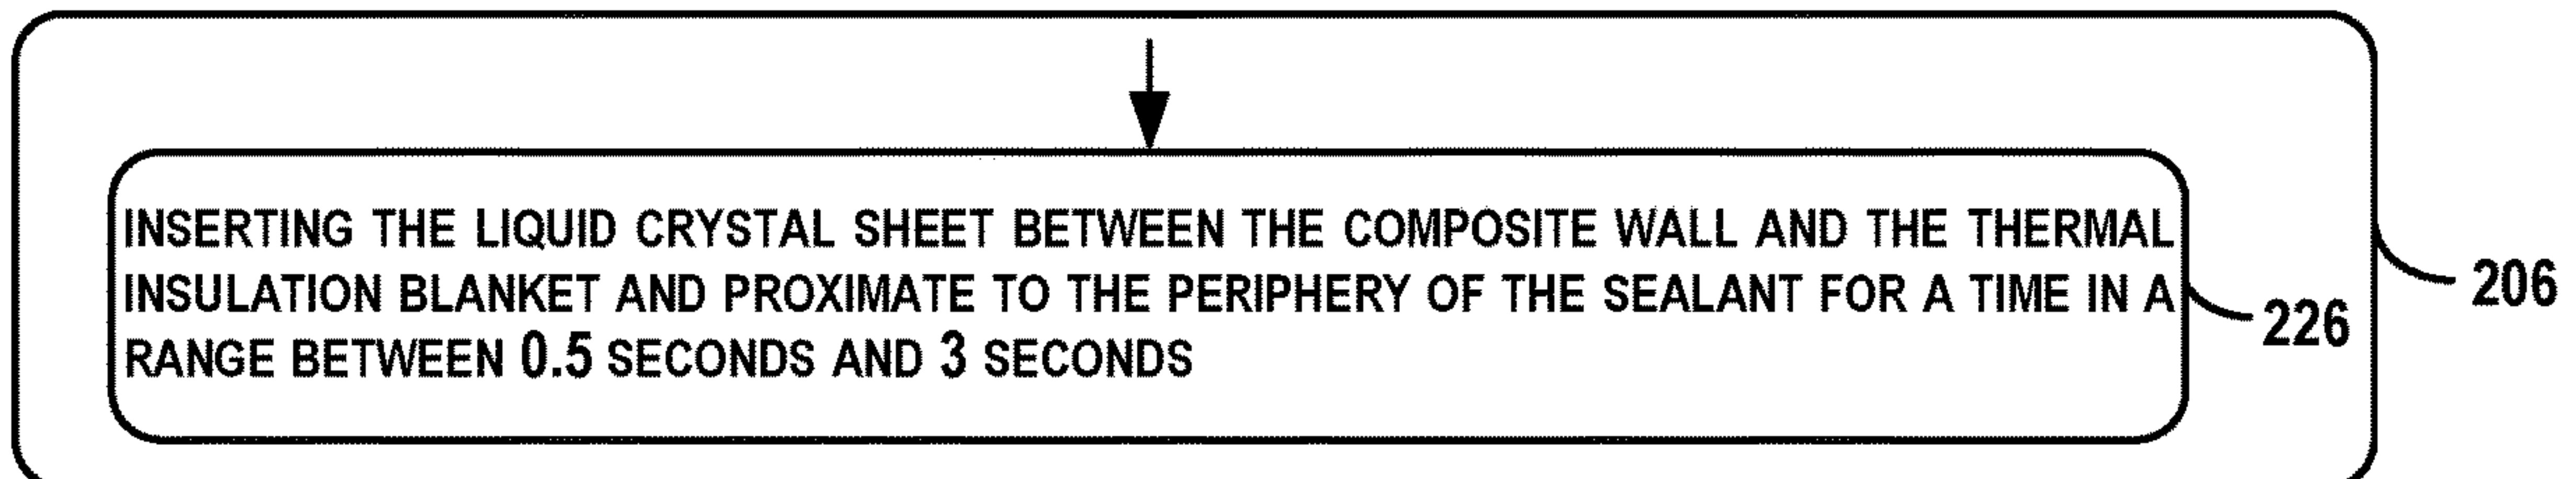 INSERTING THE LIQUID CRYSTAL SHEET BETWEEN THE COMPOSITE WALL AND THE THERMAL
INSULATION BLANKET AND PROXIMATE TO THE PERIPHERY OF THE SEALANT FOR A TIME IN A
RANGE BETWEEN 0.5 SECONDS AND 3 SECONDS
226
206